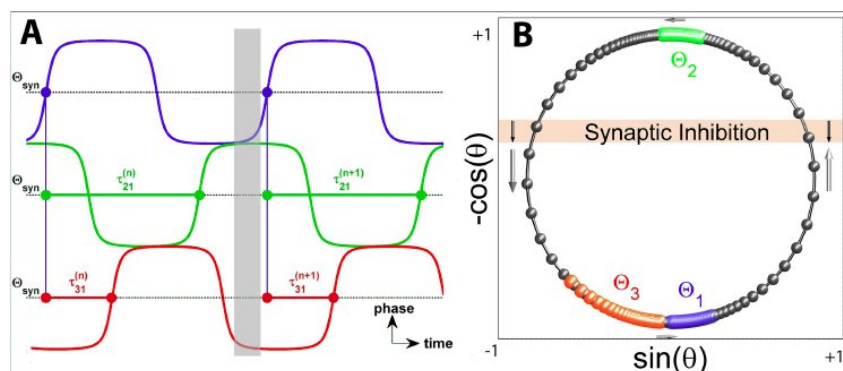 A
Θsyn
Θsyn
τ21(n)
τ21(n+1)
Θsyn
τ31(n)
τ31(n+1)
phase
time
B
+1
Θ2
Synaptic Inhibition
-cos(θ)
Θ3 Θ1
-1 sin(θ) +1